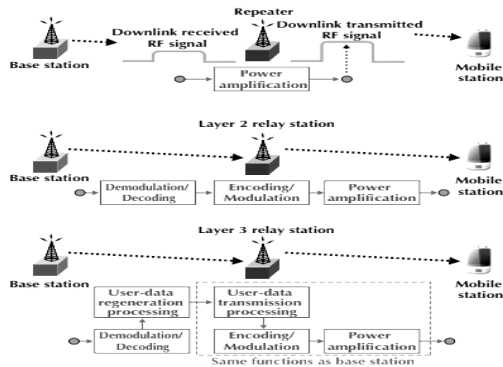 Repeater
Downlink received
RF signal
Downlink transmitted
RF signal
Base station
Power
amplification
Mobile
station
Layer 2 relay station
Base station
Mobile
station
Demodulation/
Decoding
Encoding/
Modulation
Power
amplification
Layer 3 relay station
Base station
Mobile
station
User-data
regeneration
processing
User-data
transmission
processing
Demodulation/
Decoding
Encoding/
Modulation
Power
amplification
Same functions as base station